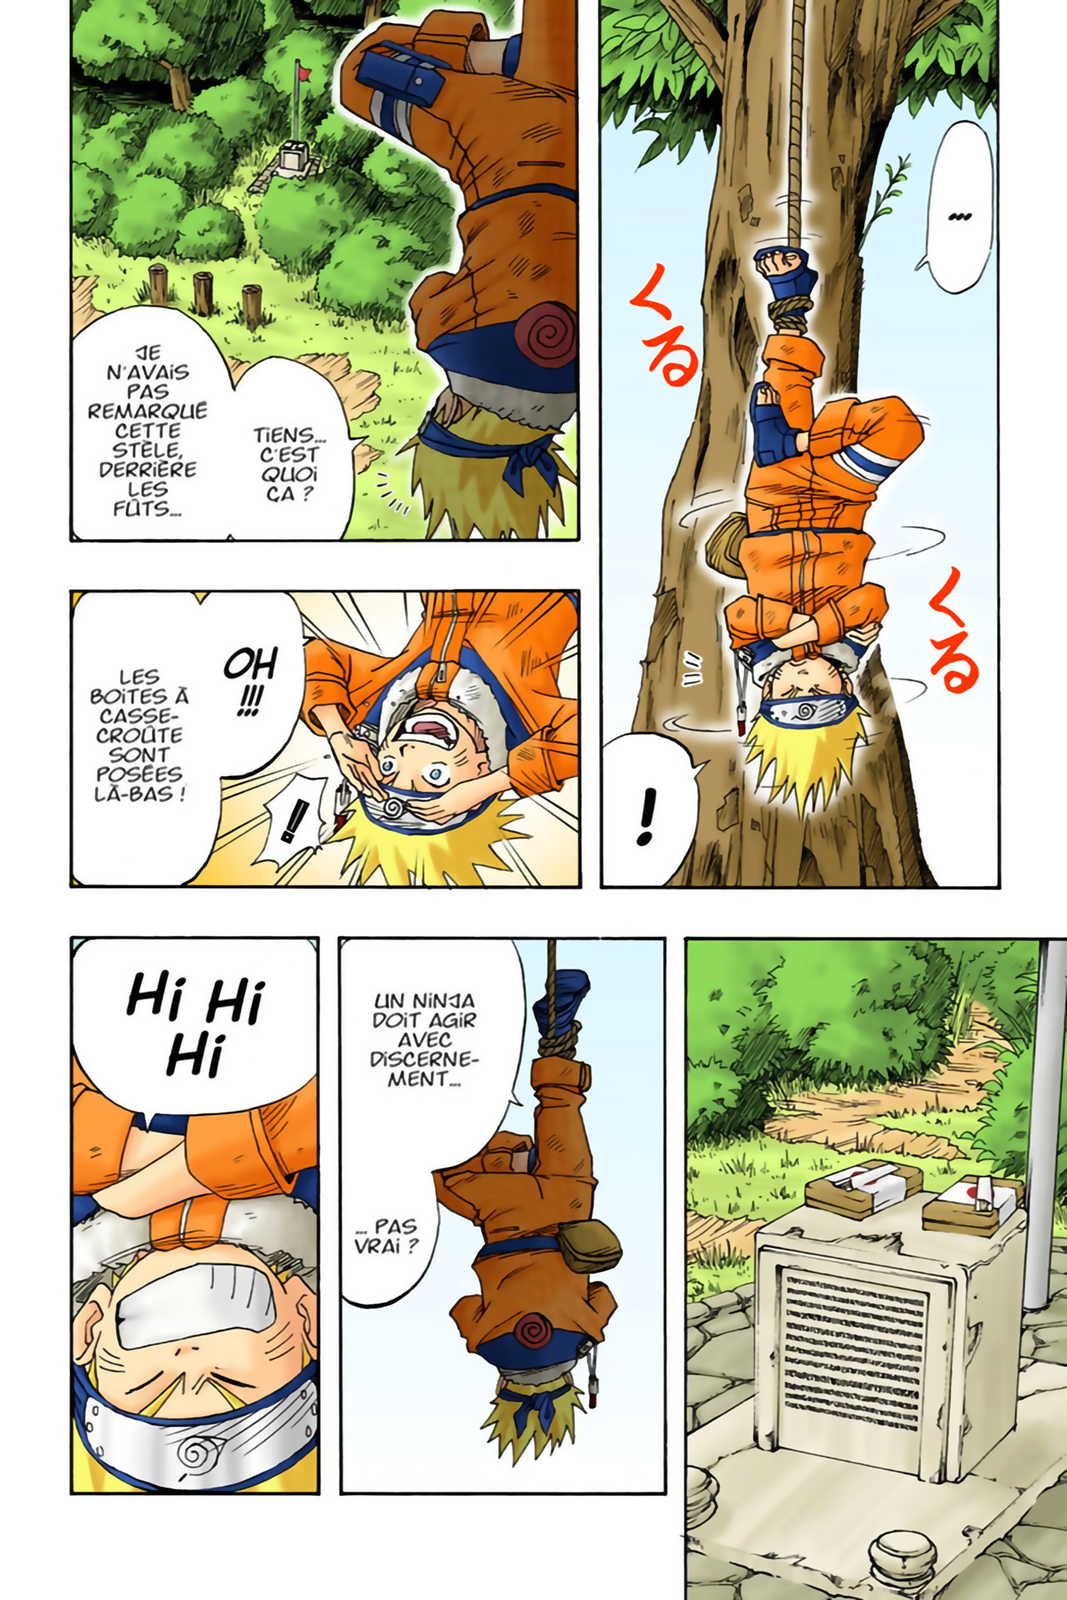 ...
くる
くる
!
TIENS...
C'EST
QUOI
ÇA ?
JE
N'AVAIS
PAS
REMARQUÉ
CETTE
STÈLE,
DERRIÈRE
LES
FÛTS...
OH
!!!
!
LES
BOÎTES À
CASSE-
CROÛTE
SONT
POSÉES
LÀ-BAS !
UN NINJA
DOIT AGIR
AVEC
DISCERNE-
MENT...
... PAS
VRAI ?
HI HI
HI